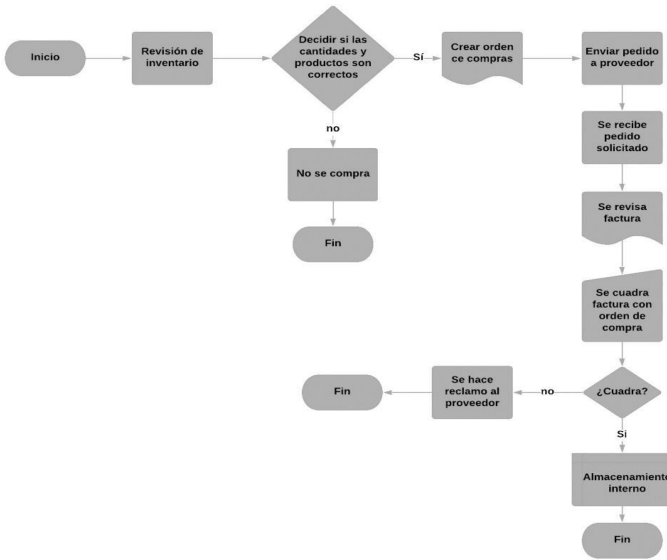 Inicio
Revisión de
inventario
Decidir si las
cantidades y
productos son
correctos
Sí
Crear orden
ce compras
Enviar pedido
a proveedor
no
No se compra
Fin
Se recibe
pedido
solicitado
Se revisa
factura
Se cuadra
factura con
orden de
compra
¿Cuadra?
no
Se hace
reclamo al
proveedor
Fin
Si
Almacenamiento
interno
Fin